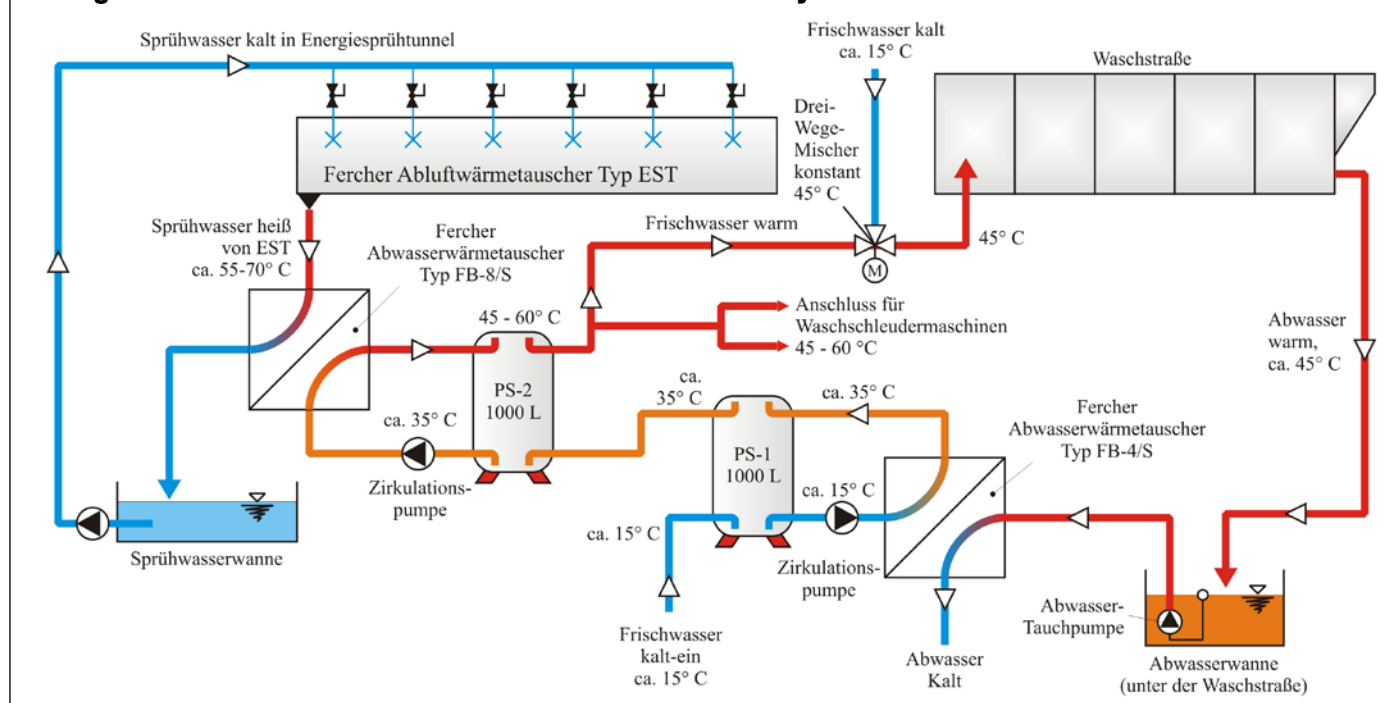 Sprühwasser kalt in Energiesprühtunnel
Frischwasser kalt
ca. 15° C
Waschstraße
Drei-
Wege-
Mischer
konstant
45° C
Fercher Abluftwärmetauscher Typ EST
Sprühwasser heiß
von EST
ca. 55-70° C
Fercher
Abwasserwärmetauscher
Typ FB-8/S
Frischwasser warm
45° C
M
45 - 60° C
Anschluss für
Waschschleudermaschinen
45 - 60 °C
Abwasser
warm,
ca. 45° C
PS-2
1000 L
ca. 35° C
ca.
35° C
ca. 35° C
Fercher
Abwasserwärmetauscher
Typ FB-4/S
PS-1
1000 L
Zirkulations-
pumpe
ca. 15° C
ca. 15° C
Sprühwasserwanne
Zirkulations-
pumpe
Frischwasser
kalt-ein
ca. 15° C
Abwasser
Kalt
Abwasser-
Tauchpumpe
Abwasserwanne
(unter der Waschstraße)